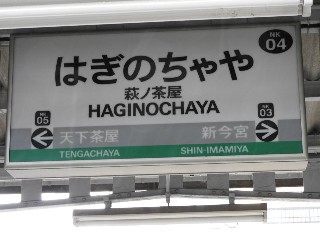 NK
04
はぎのちゃや
萩ノ茶屋
HAGINOCHAYA
NK
05
天下茶屋
TENGACHAYA
NK
03
新今宮
SHIN-IMAMIYA